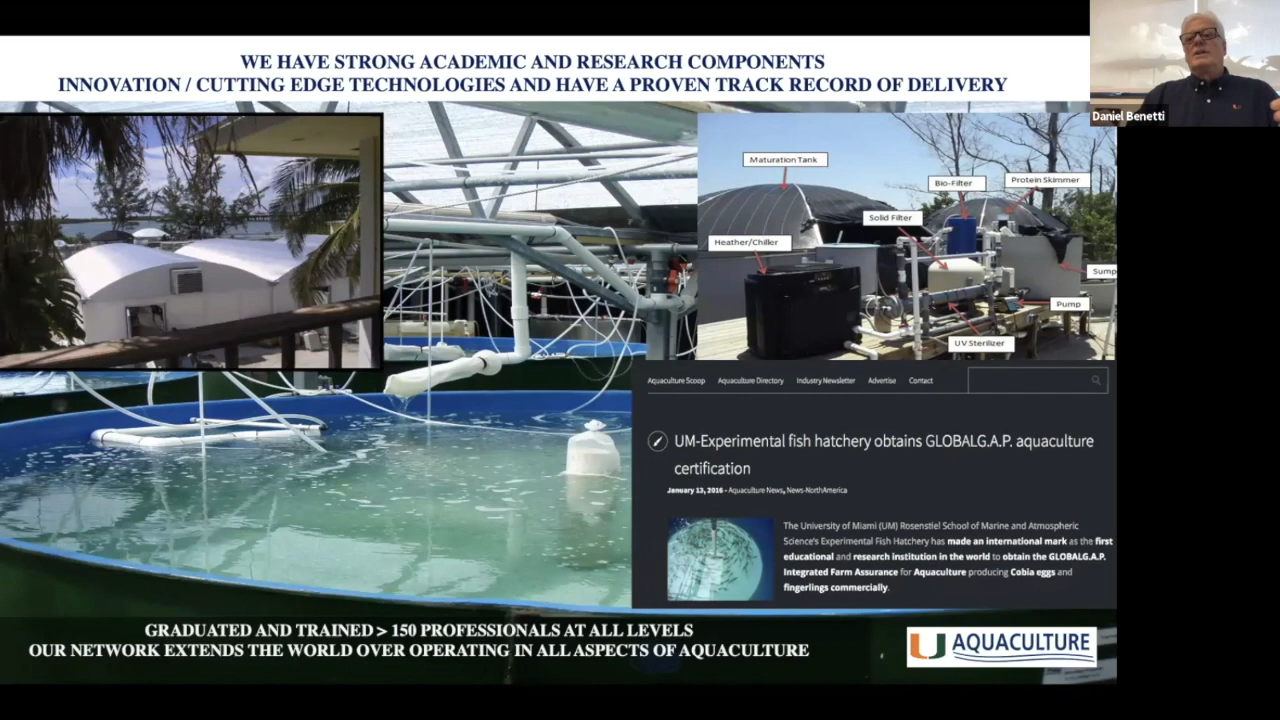 WE HAVE STRONG ACADEMIC AND RESEARCH COMPONENTS
INNOVATION / CUTTING EDGE TECHNOLOGIES AND HAVE A PROVEN TRACK RECORD OF DELIVERY
Daniel Benetti
Maturation Tank
Bio-Filter
Protein Skimmer
Solid Filter
Heather/Chiller
Sump
Pump
UV Sterilizer
Aquaculture Scoop Aquaculture Directory Industry Newsletter Advertise Contact
UM-Experimental fish hatchery obtains GLOBALG.A.P. aquaculture
certification
January 13, 2016 - Aquaculture News, News-NorthAmerica
The University of Miami (UM) Rosenstiel School of Marine and Atmospheric
Science's Experimental Fish Hatchery has made an international mark as the first
educational and research institution in the world to obtain the GLOBALG.A.P.
Integrated Farm Assurance for Aquaculture producing Cobia eggs and
fingerlings commercially.
GRADUATED AND TRAINED > 150 PROFESSIONALS AT ALL LEVELS
OUR NETWORK EXTENDS THE WORLD OVER OPERATING IN ALL ASPECTS OF AQUACULTURE
U AQUACULTURE